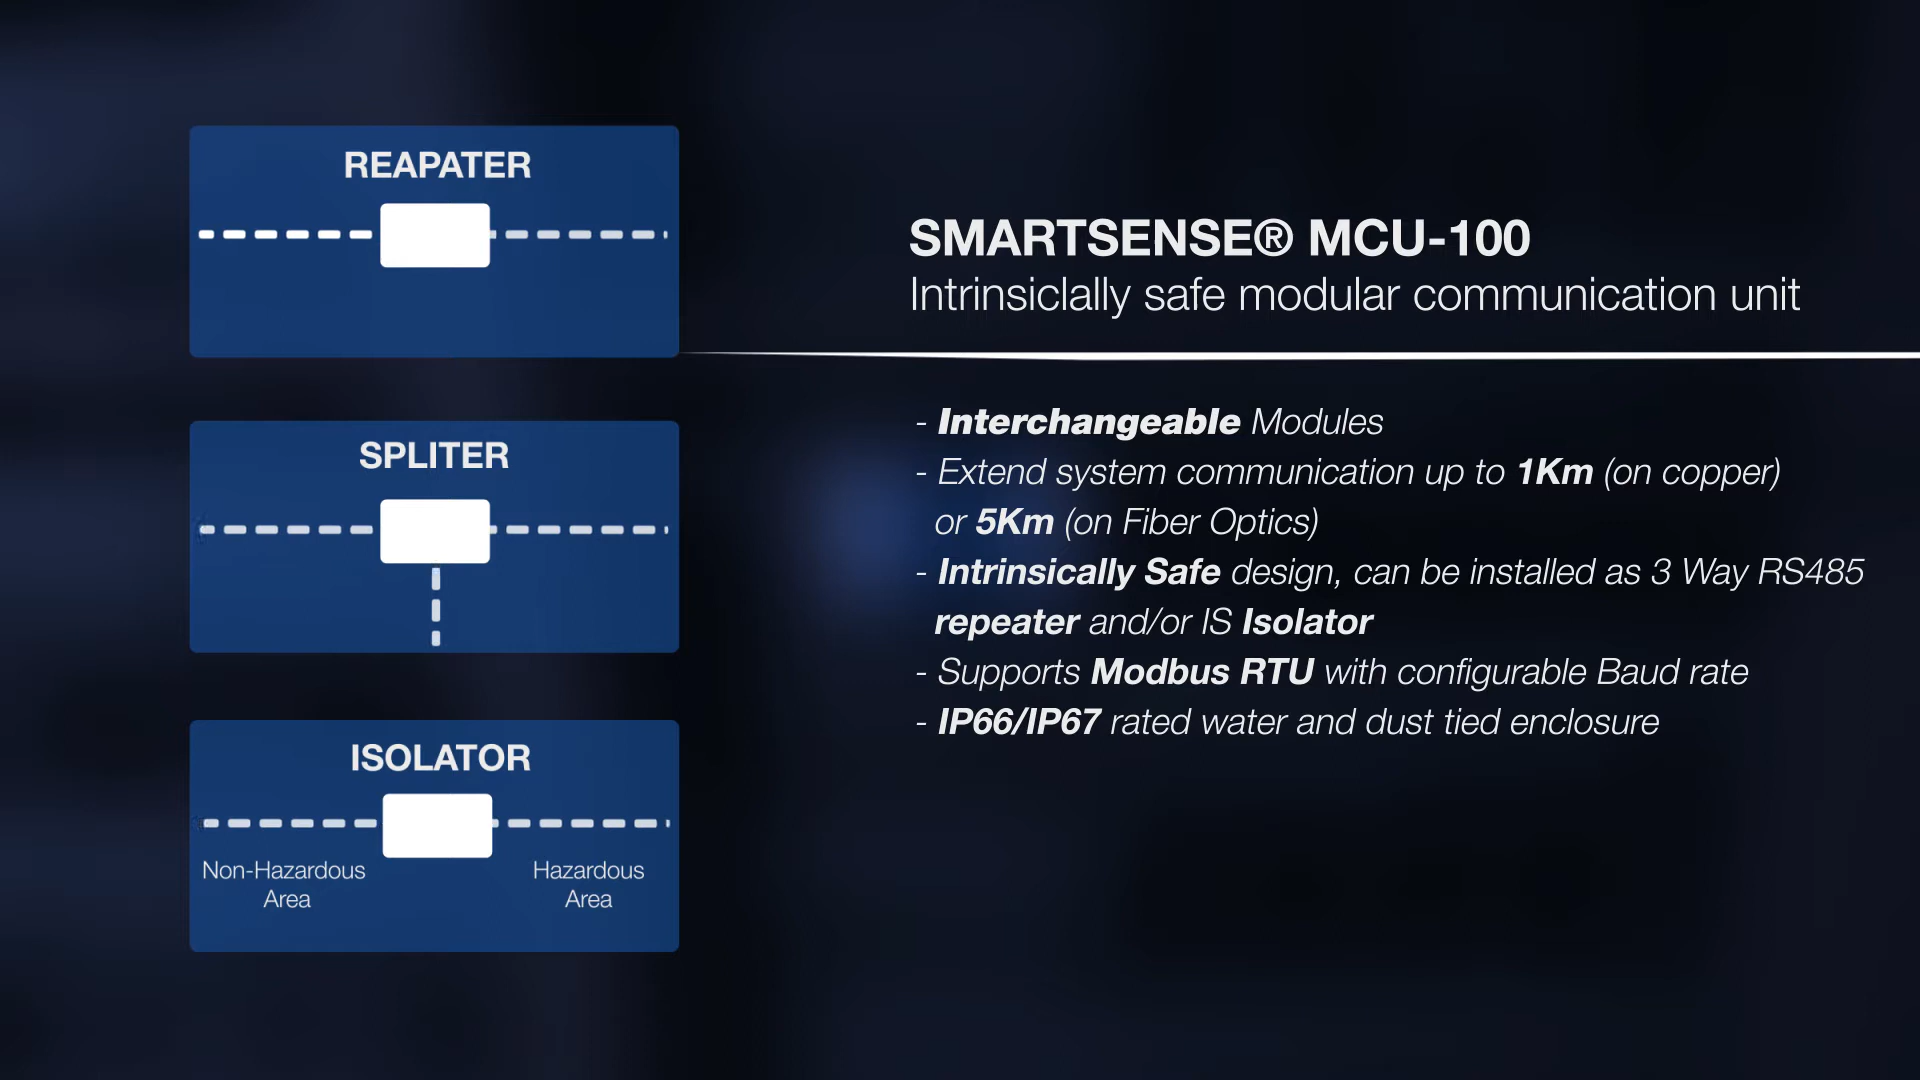 REAPATER
SPLITER
ISOLATOR
Non-Hazardous
Area
Hazardous
Area
SMARTSENSE® MCU-100
Intrinsiclally safe modular communication unit
- Interchangeable Modules
- Extend system communication up to 1Km (on copper)
or 5Km (on Fiber Optics)
- Intrinsically Safe design, can be installed as 3 Way RS485
repeater and/or IS Isolator
- Supports Modbus RTU with configurable Baud rate
- IP66/IP67 rated water and dust tied enclosure